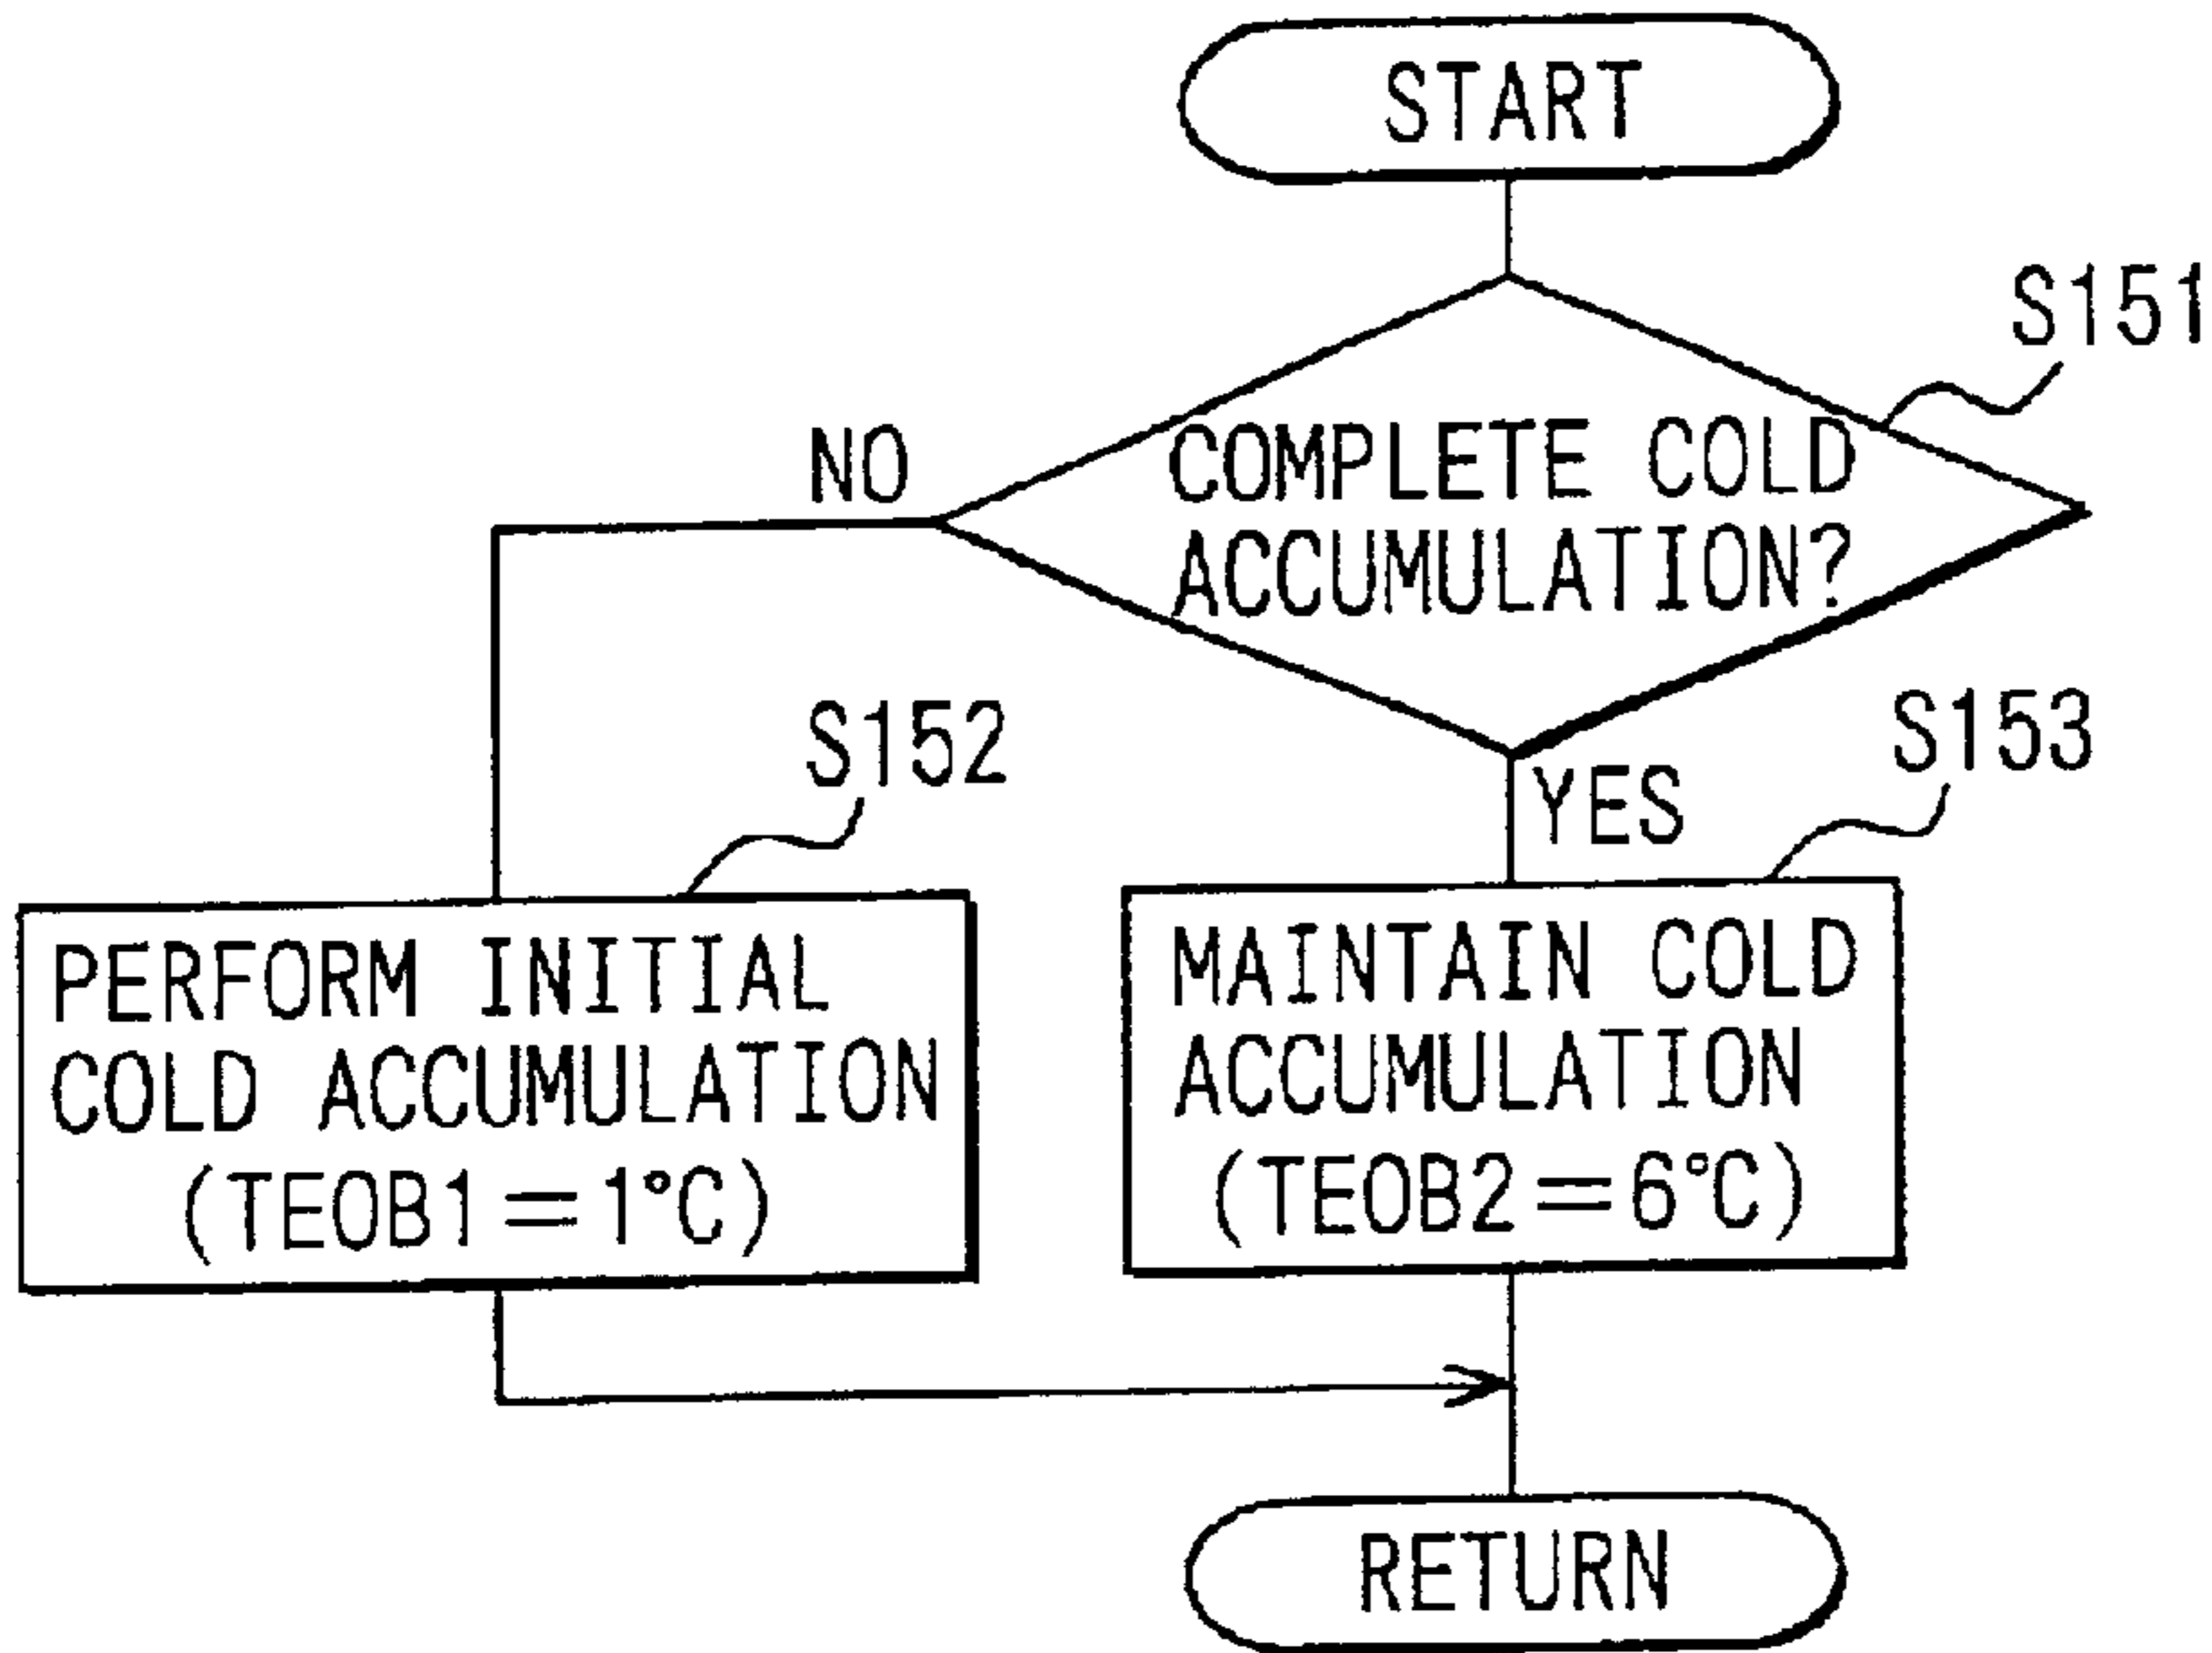 START
S151
NO
COMPLETE COLD
ACCUMULATION?
S152
YES
S153
PERFORM INITIAL
COLD ACCUMULATION
(TEOB1=1°C)
MAINTAIN COLD
ACCUMULATION
(TEOB2=6°C)
RETURN